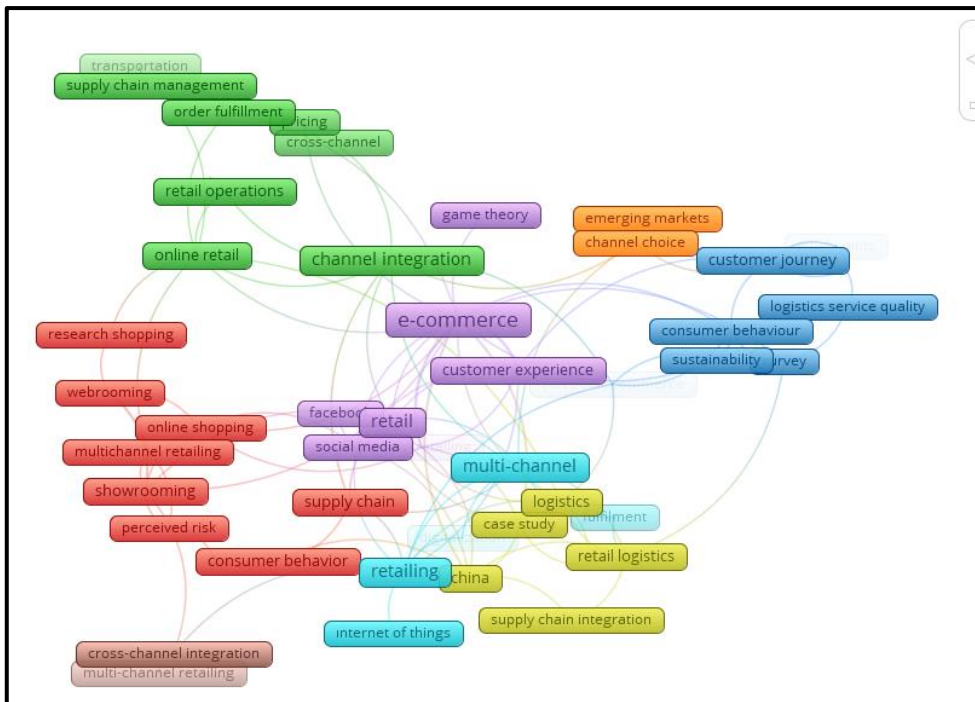 transportation
supply chain management
order fulfillment
pricing
cross-channel
retail operations
game theory
emerging markets
channel choice
online retail
channel integration
customer journey
logistics service quality
e-commerce
research shopping
consumer behaviour
sustainability
survey
customer experience
webrooming
facebook
retail
online shopping
social media
multichannel retailing
multi-channel
showrooming
supply chain
logistics
fulfilment
case study
perceived risk
retail logistics
consumer behavior
retailing
china
supply chain integration
internet of things
cross-channel integration
multi-channel retailing